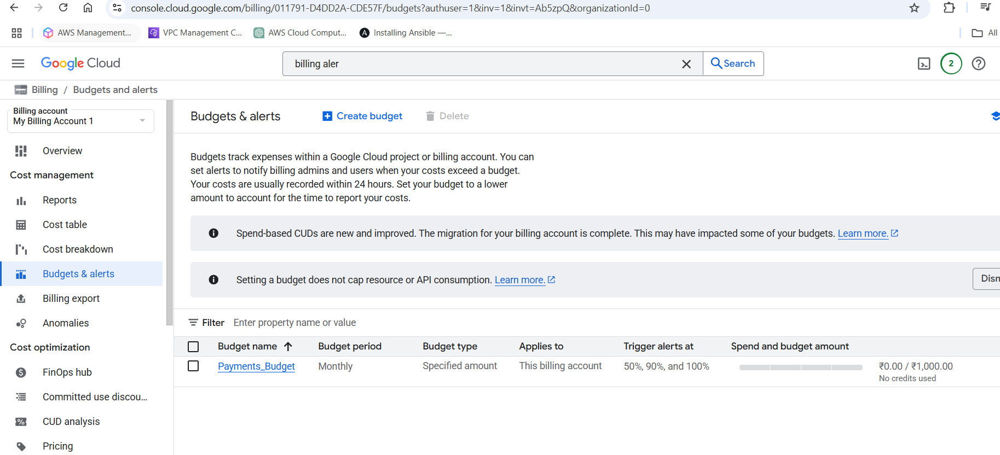 console.cloud.google.com/billing/011791-D4DD2A-CDE57F/budgets?authuser=1&inv=1&invt=Ab5zpQ&organizationId=0
AWS Management... VPC Management C... AWS Cloud Comput... A Installing Ansible —... All
Google Cloud billing aler Search 2
Billing / Budgets and alerts
Billing account
My Billing Account 1
Overview
Cost management
Reports
Cost table
Cost breakdown
Budgets & alerts
Billing export
Anomalies
Cost optimization
FinOps hub
Committed use discou...
CUD analysis
Pricing
Budgets & alerts Create budget Delete
Budgets track expenses within a Google Cloud project or billing account. You can
set alerts to notify billing admins and users when your costs exceed a budget.
Your costs are usually recorded within 24 hours. Set your budget to a lower
amount to account for the time to report your costs.
Spend-based CUDs are new and improved. The migration for your billing account is complete. This may have impacted some of your budgets. Learn more.
Setting a budget does not cap resource or API consumption. Learn more. Disn
Filter Enter property name or value
Budget name Budget period Budget type Applies to Trigger alerts at Spend and budget amount
Payments_Budget Monthly Specified amount This billing account 50%, 90%, and 100% ₹0.00 / ₹1,000.00
No credits used